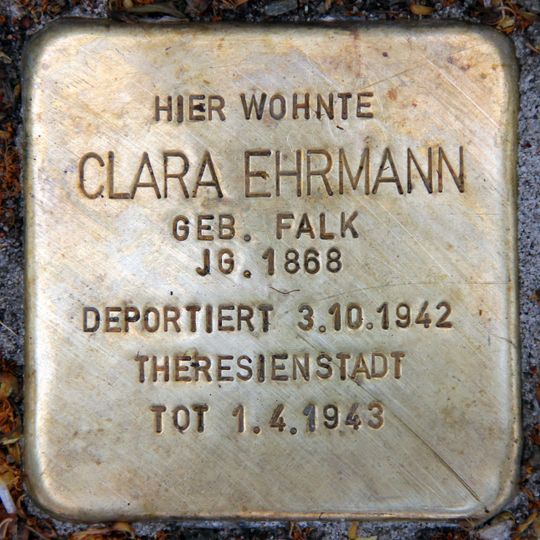 HIER WOHNTE
CLARA EHRMANN
GEB. FALK
JG. 1868
DEPORTIERT 3.10.1942
THERESIENSTADT
TOT 1.4.1943